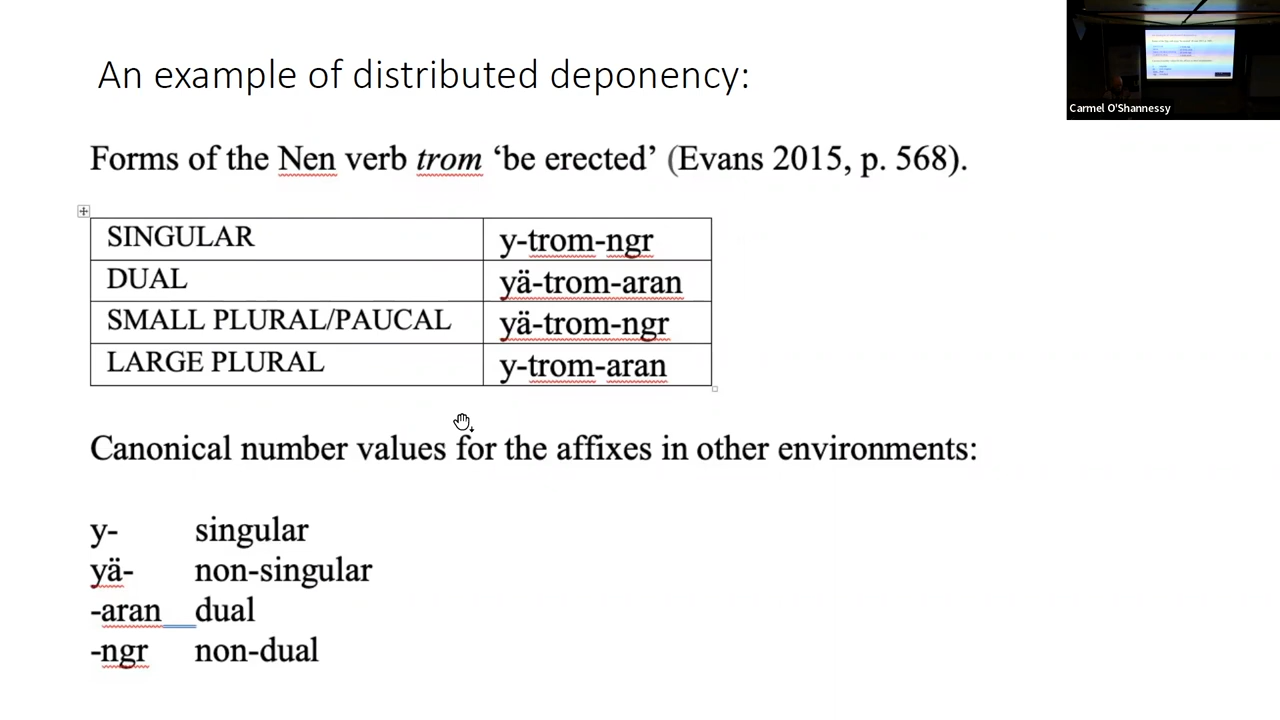 An example of distributed deponency:
Carmel O'Shannessy
Forms of the Nen verb trom ‘be erected’ (Evans 2015, p. 568).
SINGULAR y-trom-ngr
DUAL yä-trom-aran
SMALL PLURAL/PAUCAL yä-trom-ngr
LARGE PLURAL y-trom-aran
Canonical number values for the affixes in other environments:
y- singular
yä- non-singular
-aran dual
-ngr non-dual